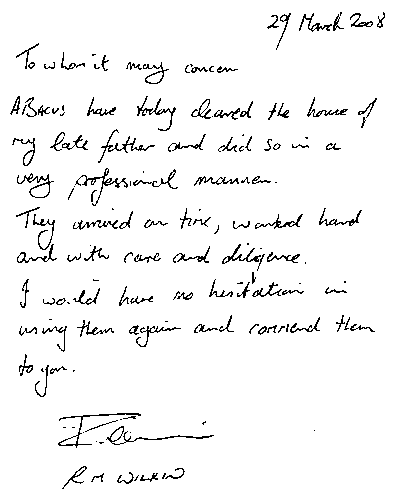 29 March 2008
To whom it may concern
ABACUS have today cleared the house of
my late father and did so in a
very professional manner.
They arrived on time, worked hard
and with care and diligence.
I would have no hesitation in
using them again and commend them
to you.
R M WILKIN